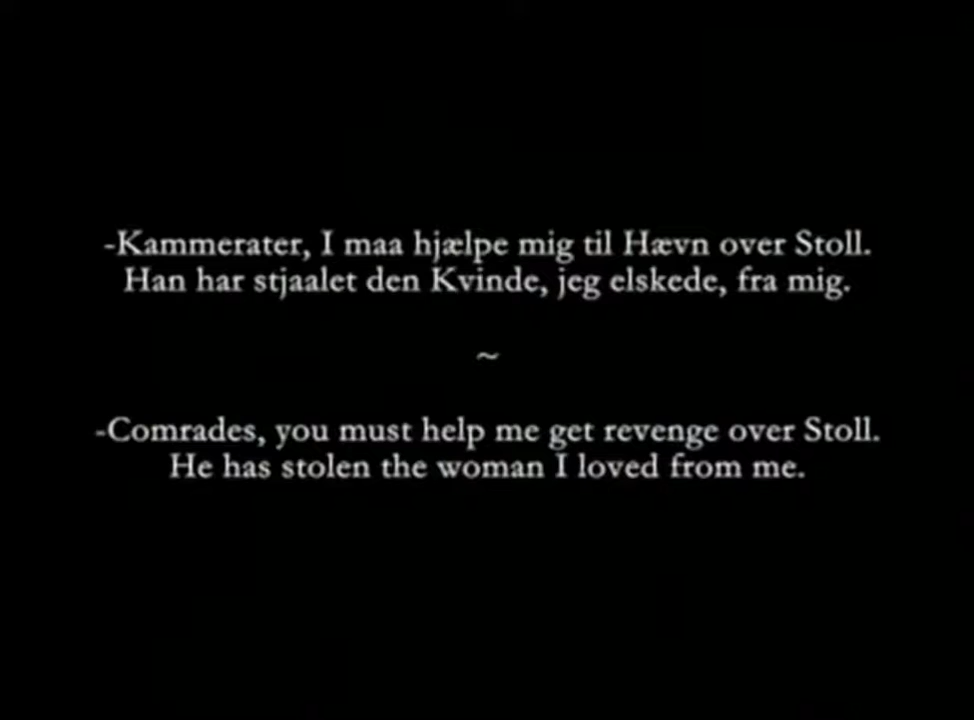 -Kammerater, I maa hjælpe mig til Hævn over Stoll.
Han har stjaalet den Kvinde, jeg elskede, fra mig.
~
-Comrades, you must help me get revenge over Stoll.
He has stolen the woman I loved from me.